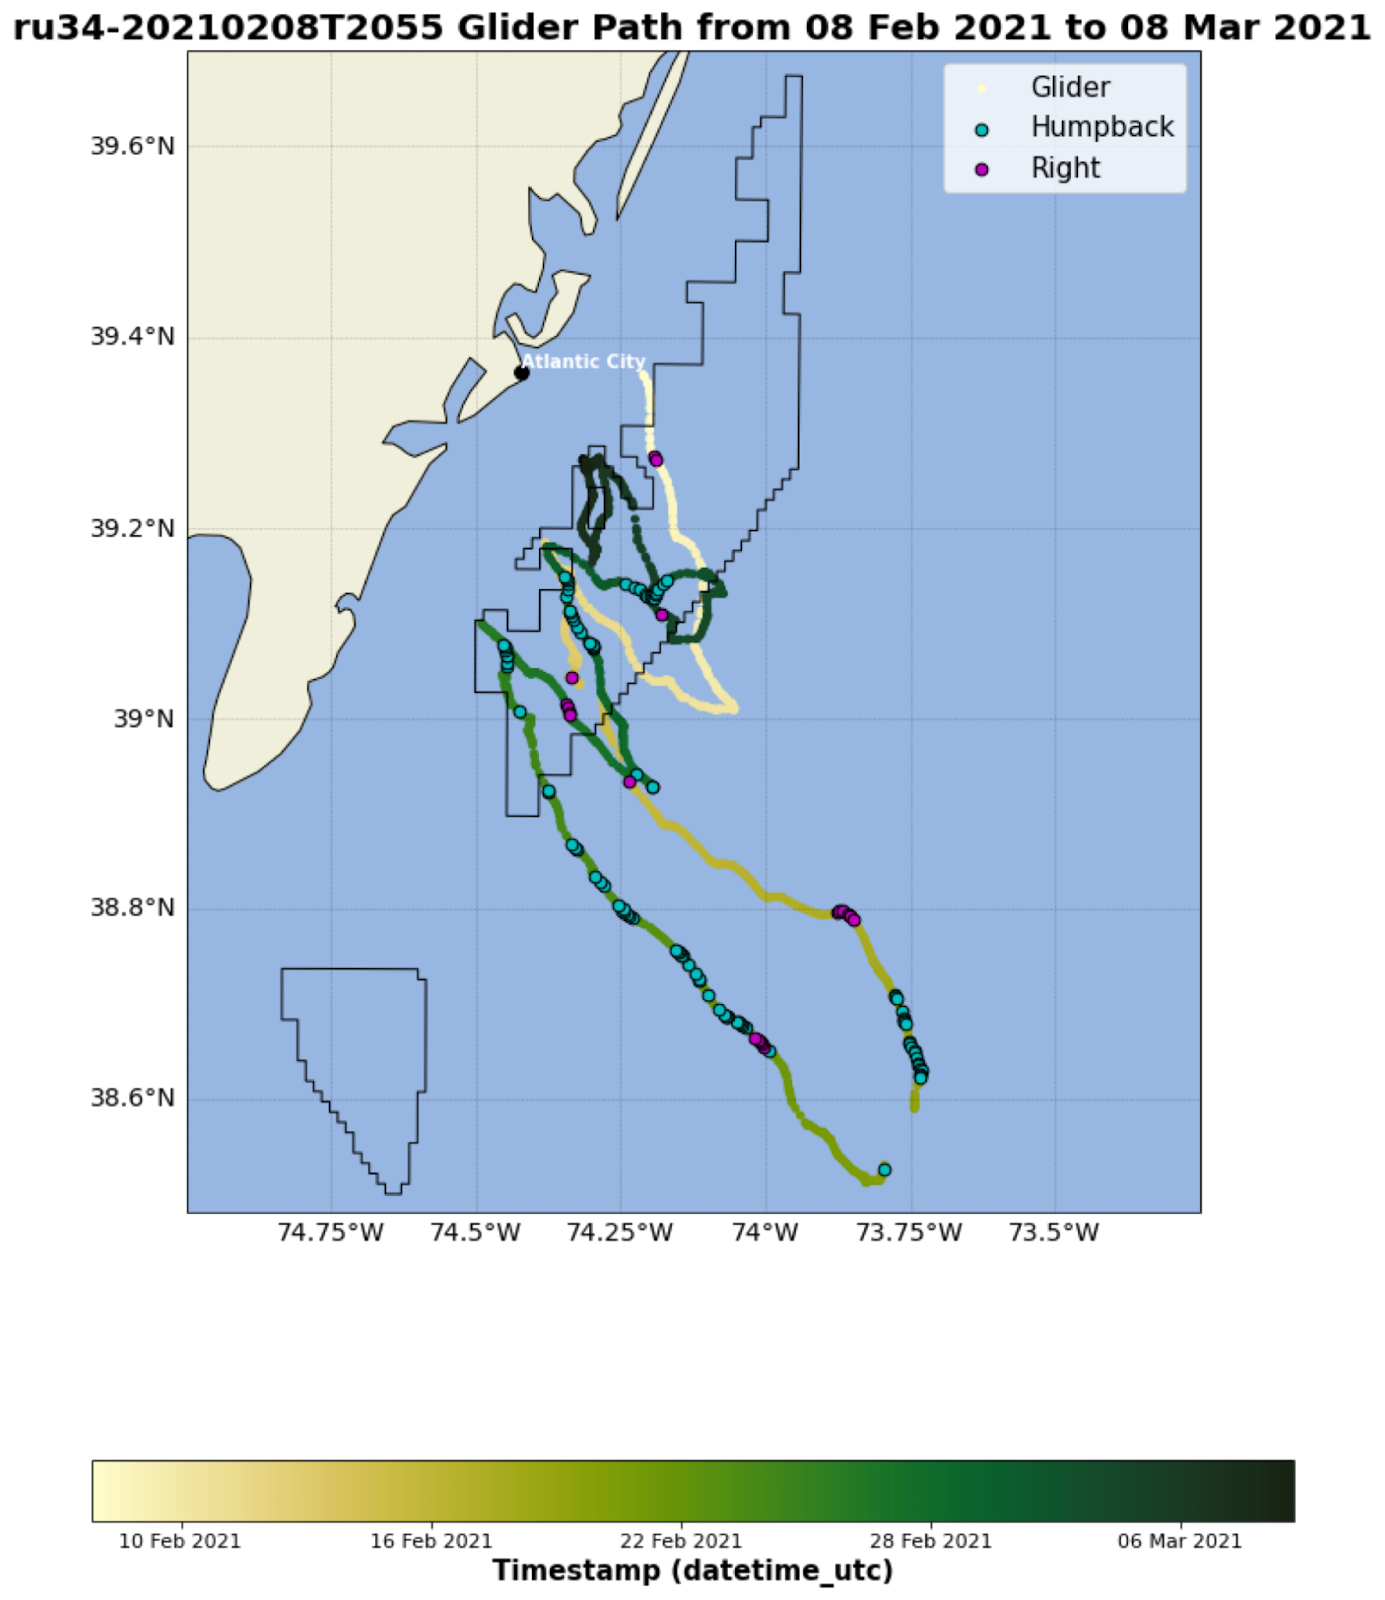 ru34-20210208T2055 Glider Path from 08 Feb 2021 to 08 Mar 2021
Glider
Humpback
Right
39.6°N
39.4°N
Atlantic City
39.2°N
39°N
38.8°N
38.6°N
74.75°W 74.5°W 74.25°W 74°W 73.75°W 73.5°W
10 Feb 2021 16 Feb 2021 22 Feb 2021 28 Feb 2021 06 Mar 2021
Timestamp (datetime_utc)